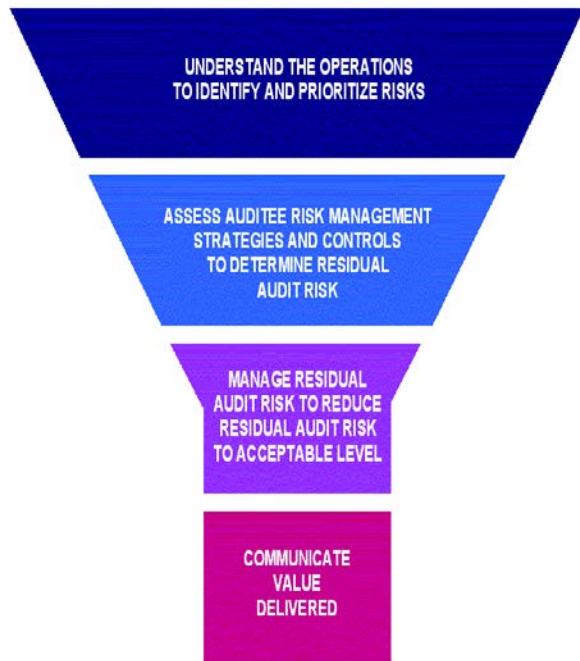 UNDERSTAND THE OPERATIONS
TO IDENTIFY AND PRIORITIZE RISKS
ASSESS AUDITEE RISK MANAGEMENT
STRATEGIES AND CONTROLS
TO DETERMINE RESIDUAL
AUDIT RISK
MANAGE RESIDUAL
AUDIT RISK TO REDUCE
RESIDUAL AUDIT RISK
TO ACCEPTABLE LEVEL
COMMUNICATE
VALUE
DELIVERED